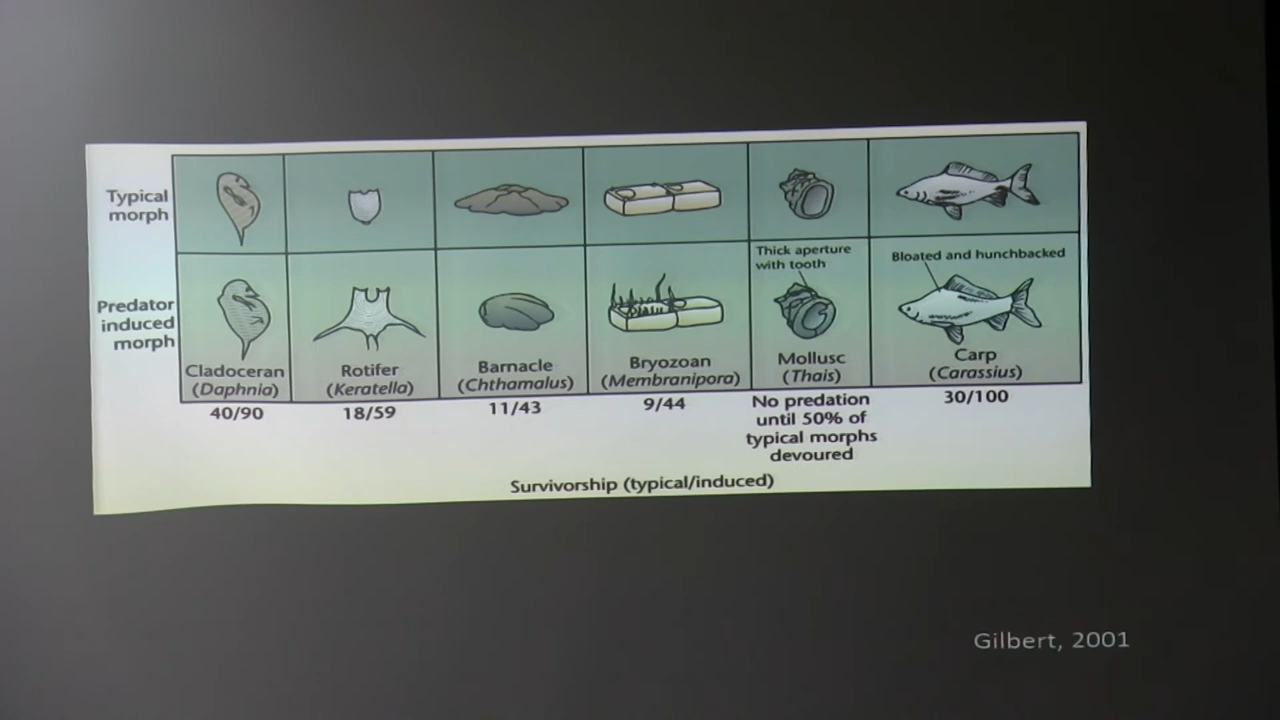 Typical
morph
Thick aperture
with tooth
Bloated and hunchbacked
Predator
induced
morph
Cladoceran
(Daphnia)
Rotifer
(Keratella)
Barnacle
(Chthamalus)
Bryozoan
(Membranipora)
Mollusc
(Thais)
Carp
(Carassius)
40/90
18/59
11/43
9/44
No predation
until 50% of
typical morphs
devoured
30/100
Survivorship (typical/induced)
Gilbert, 2001